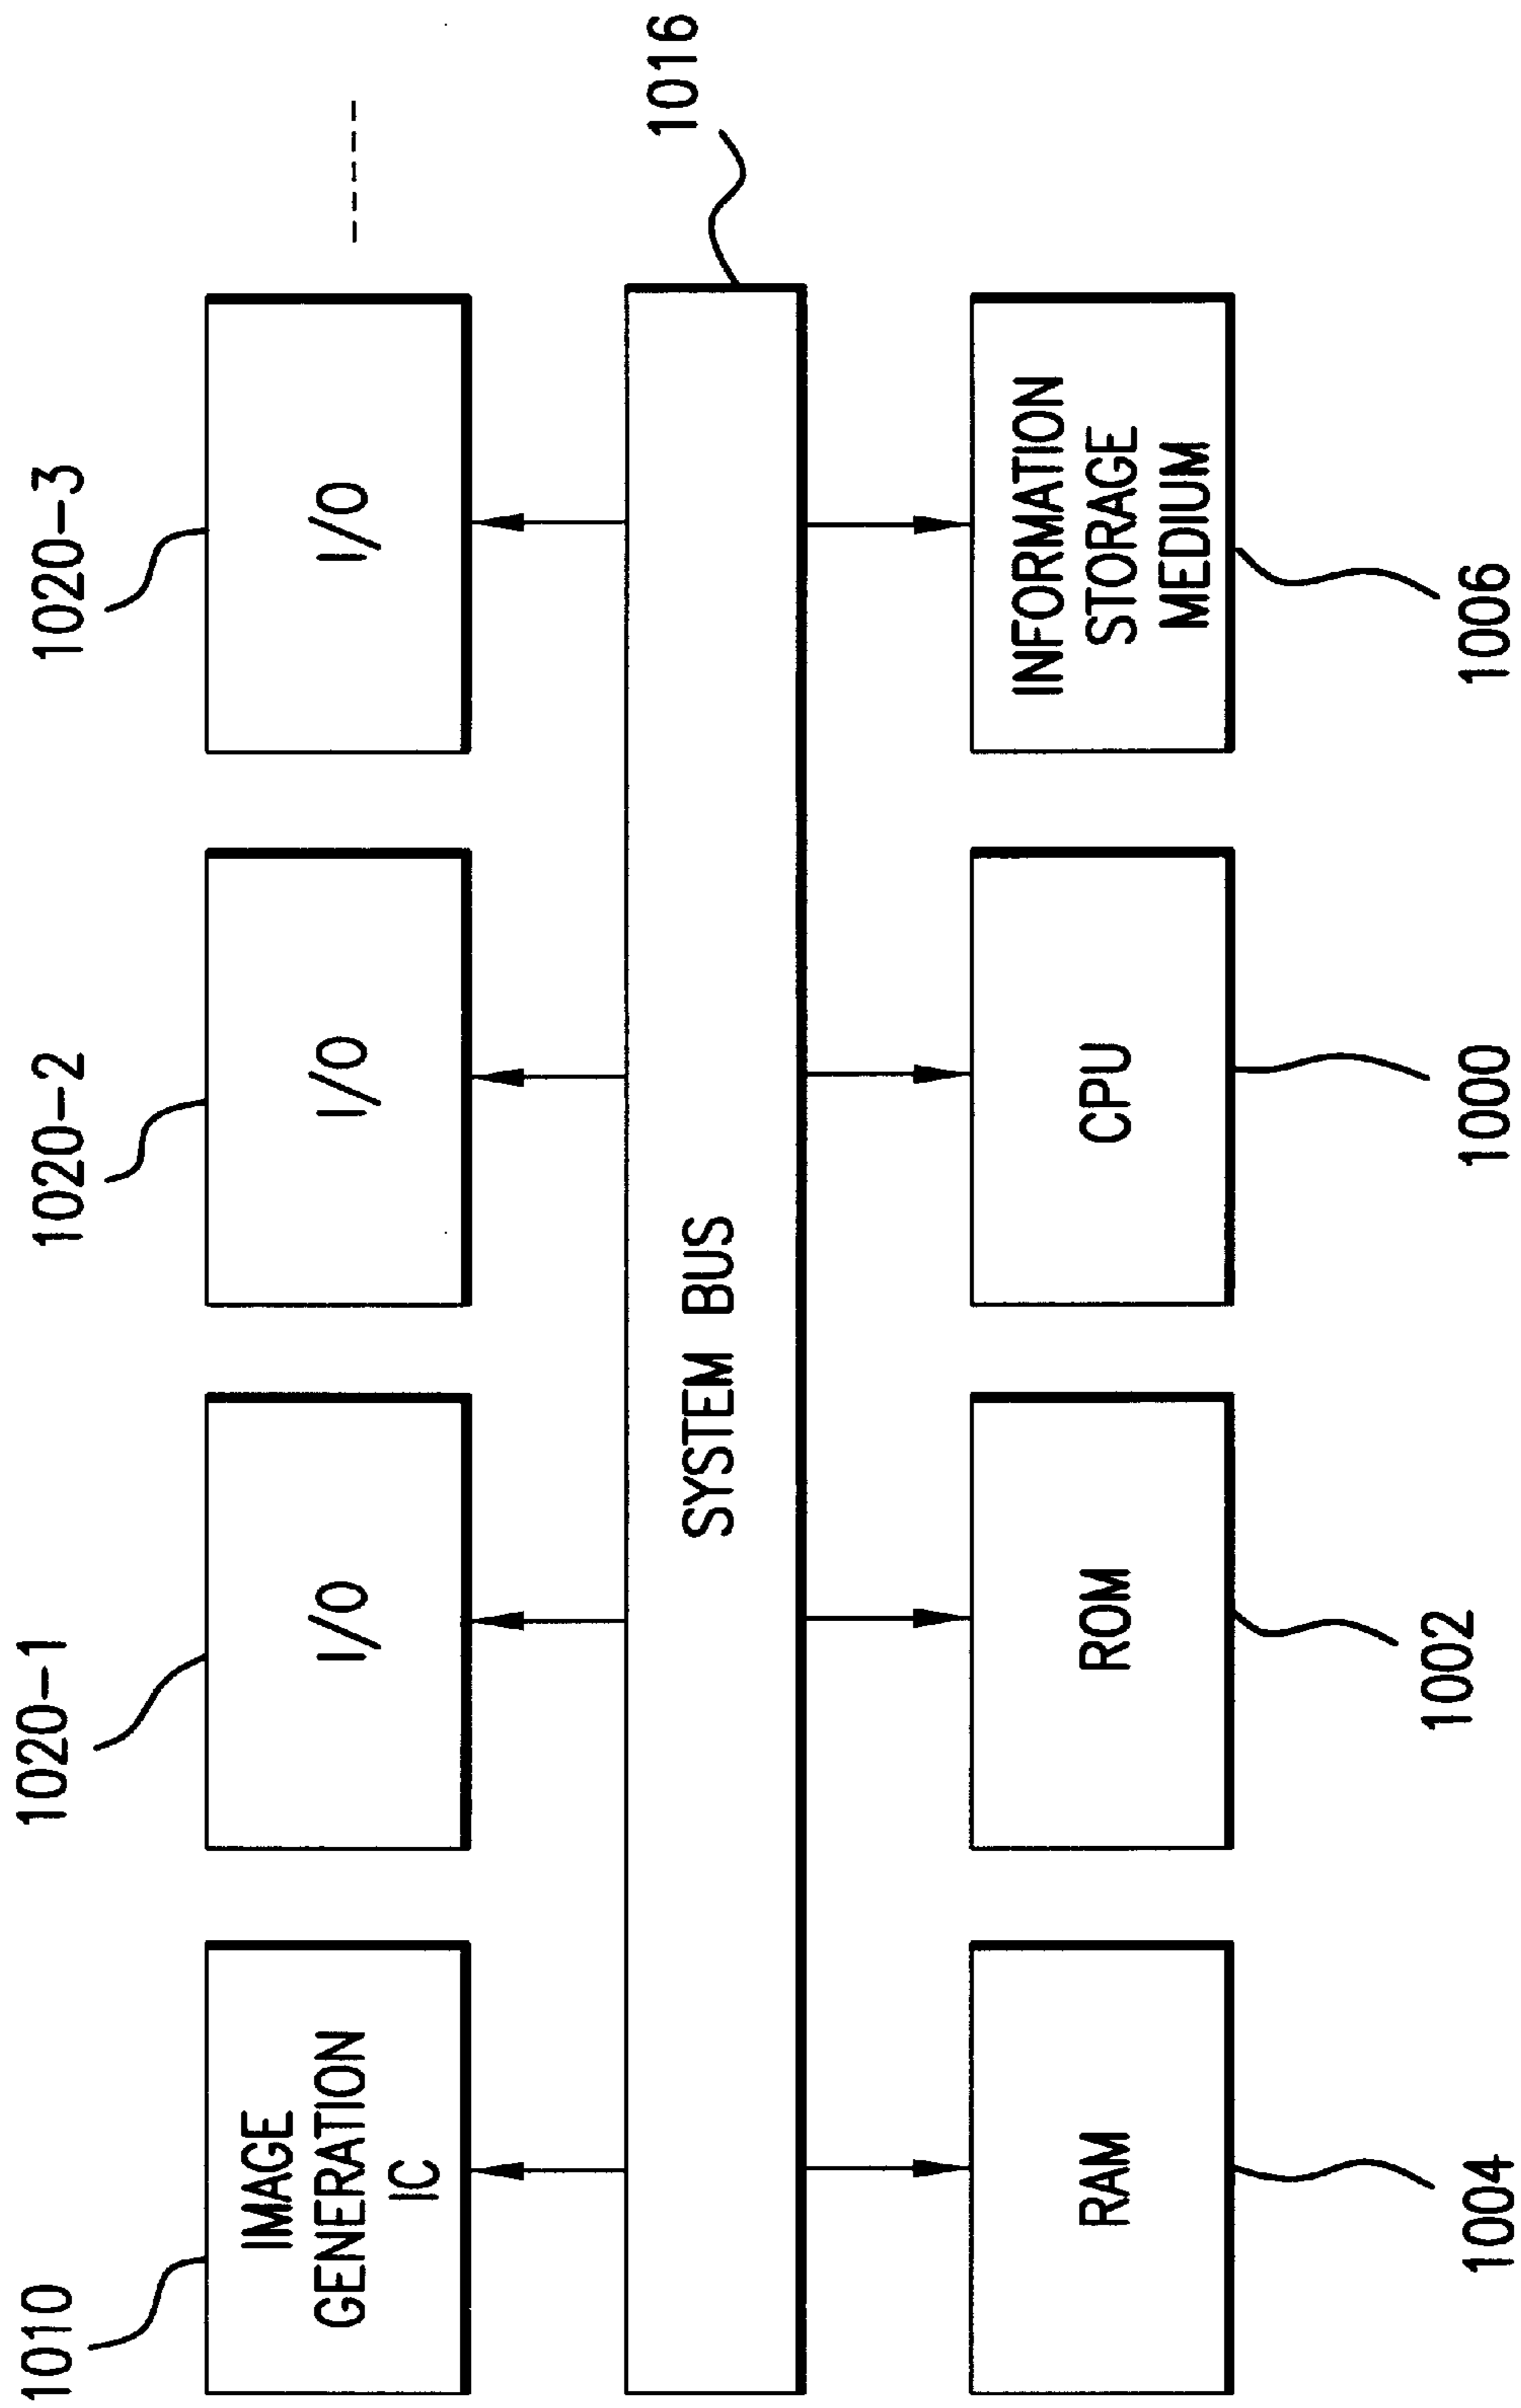 1010
1020-1
1020-2
1020-3
IMAGE
GENERATION
IC
I/O
I/O
I/O
1016
SYSTEM BUS
RAM
ROM
CPU
INFORMATION
STORAGE
MEDIUM
1004
1002
1000
1006